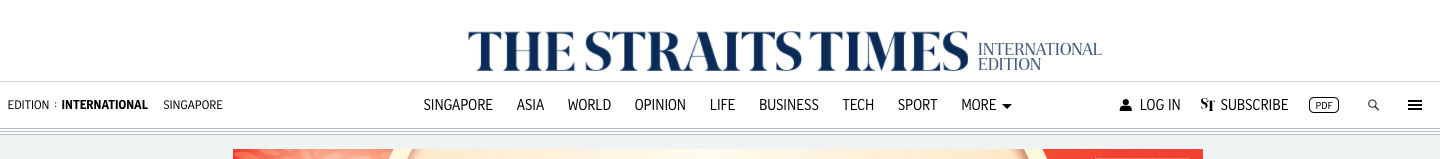 THE STRAITS TIMES INTERNATIONAL
EDITION
EDITION : INTERNATIONAL SINGAPORE SINGAPORE ASIA WORLD OPINION LIFE BUSINESS TECH SPORT MORE LOG IN ST SUBSCRIBE PDF